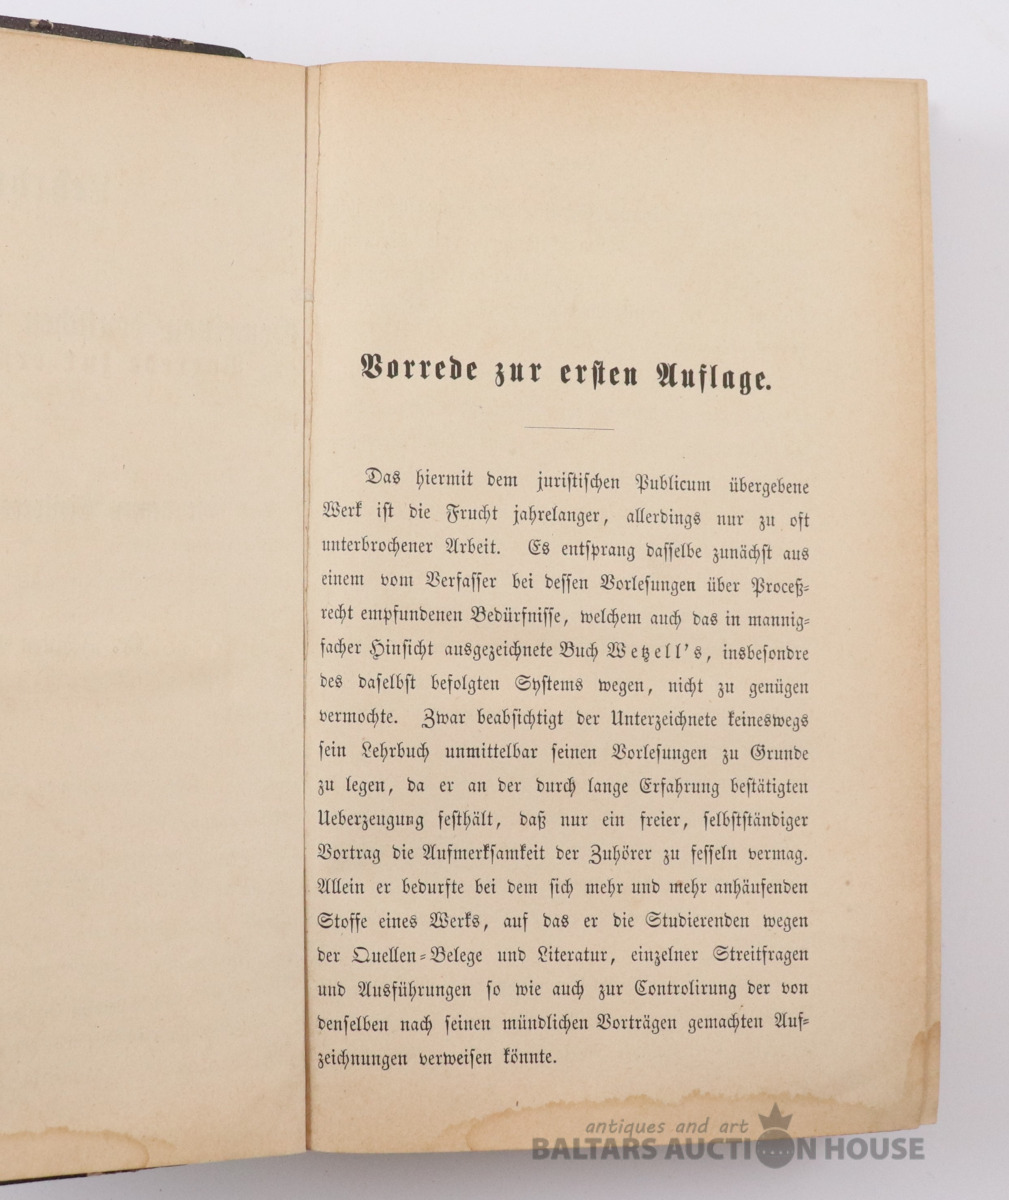 Vorrede zur ersten Auflage.
Das hiermit dem juristischen Publicum übergebene
Werk ist die Frucht jahrelanger, allerdings nur zu oft
unterbrochener Arbeit. Es entsprang dasselbe zunächst aus
einem vom Verfasser bei dessen Vorlesungen über Proceß-
recht empfundenen Bedürfnisse, welchem auch das in mannig-
facher Hinsicht ausgezeichnete Buch Wetzell's, insbesondre
des daselbst befolgten Systems wegen, nicht zu genügen
vermochte. Zwar beabsichtigt der Unterzeichnete keineswegs
sein Lehrbuch unmittelbar seinen Vorlesungen zu Grunde
zu legen, da er an der durch lange Erfahrung bestätigten
Ueberzeugung festhält, daß nur ein freier, selbstständiger
Vortrag die Aufmerksamkeit der Zuhörer zu fesseln vermag.
Allein er bedurfte bei dem sich mehr und mehr anhäufenden
Stoffe eines Werks, auf das er die Studierenden wegen
der Quellen-Belege und Literatur, einzelner Streitfragen
und Ausführungen so wie auch zur Controlirung der von
denselben nach seinen mündlichen Vorträgen gemachten Auf-
zeichnungen verweisen könnte.
antiques and art
BALTARS AUCTION HOUSE